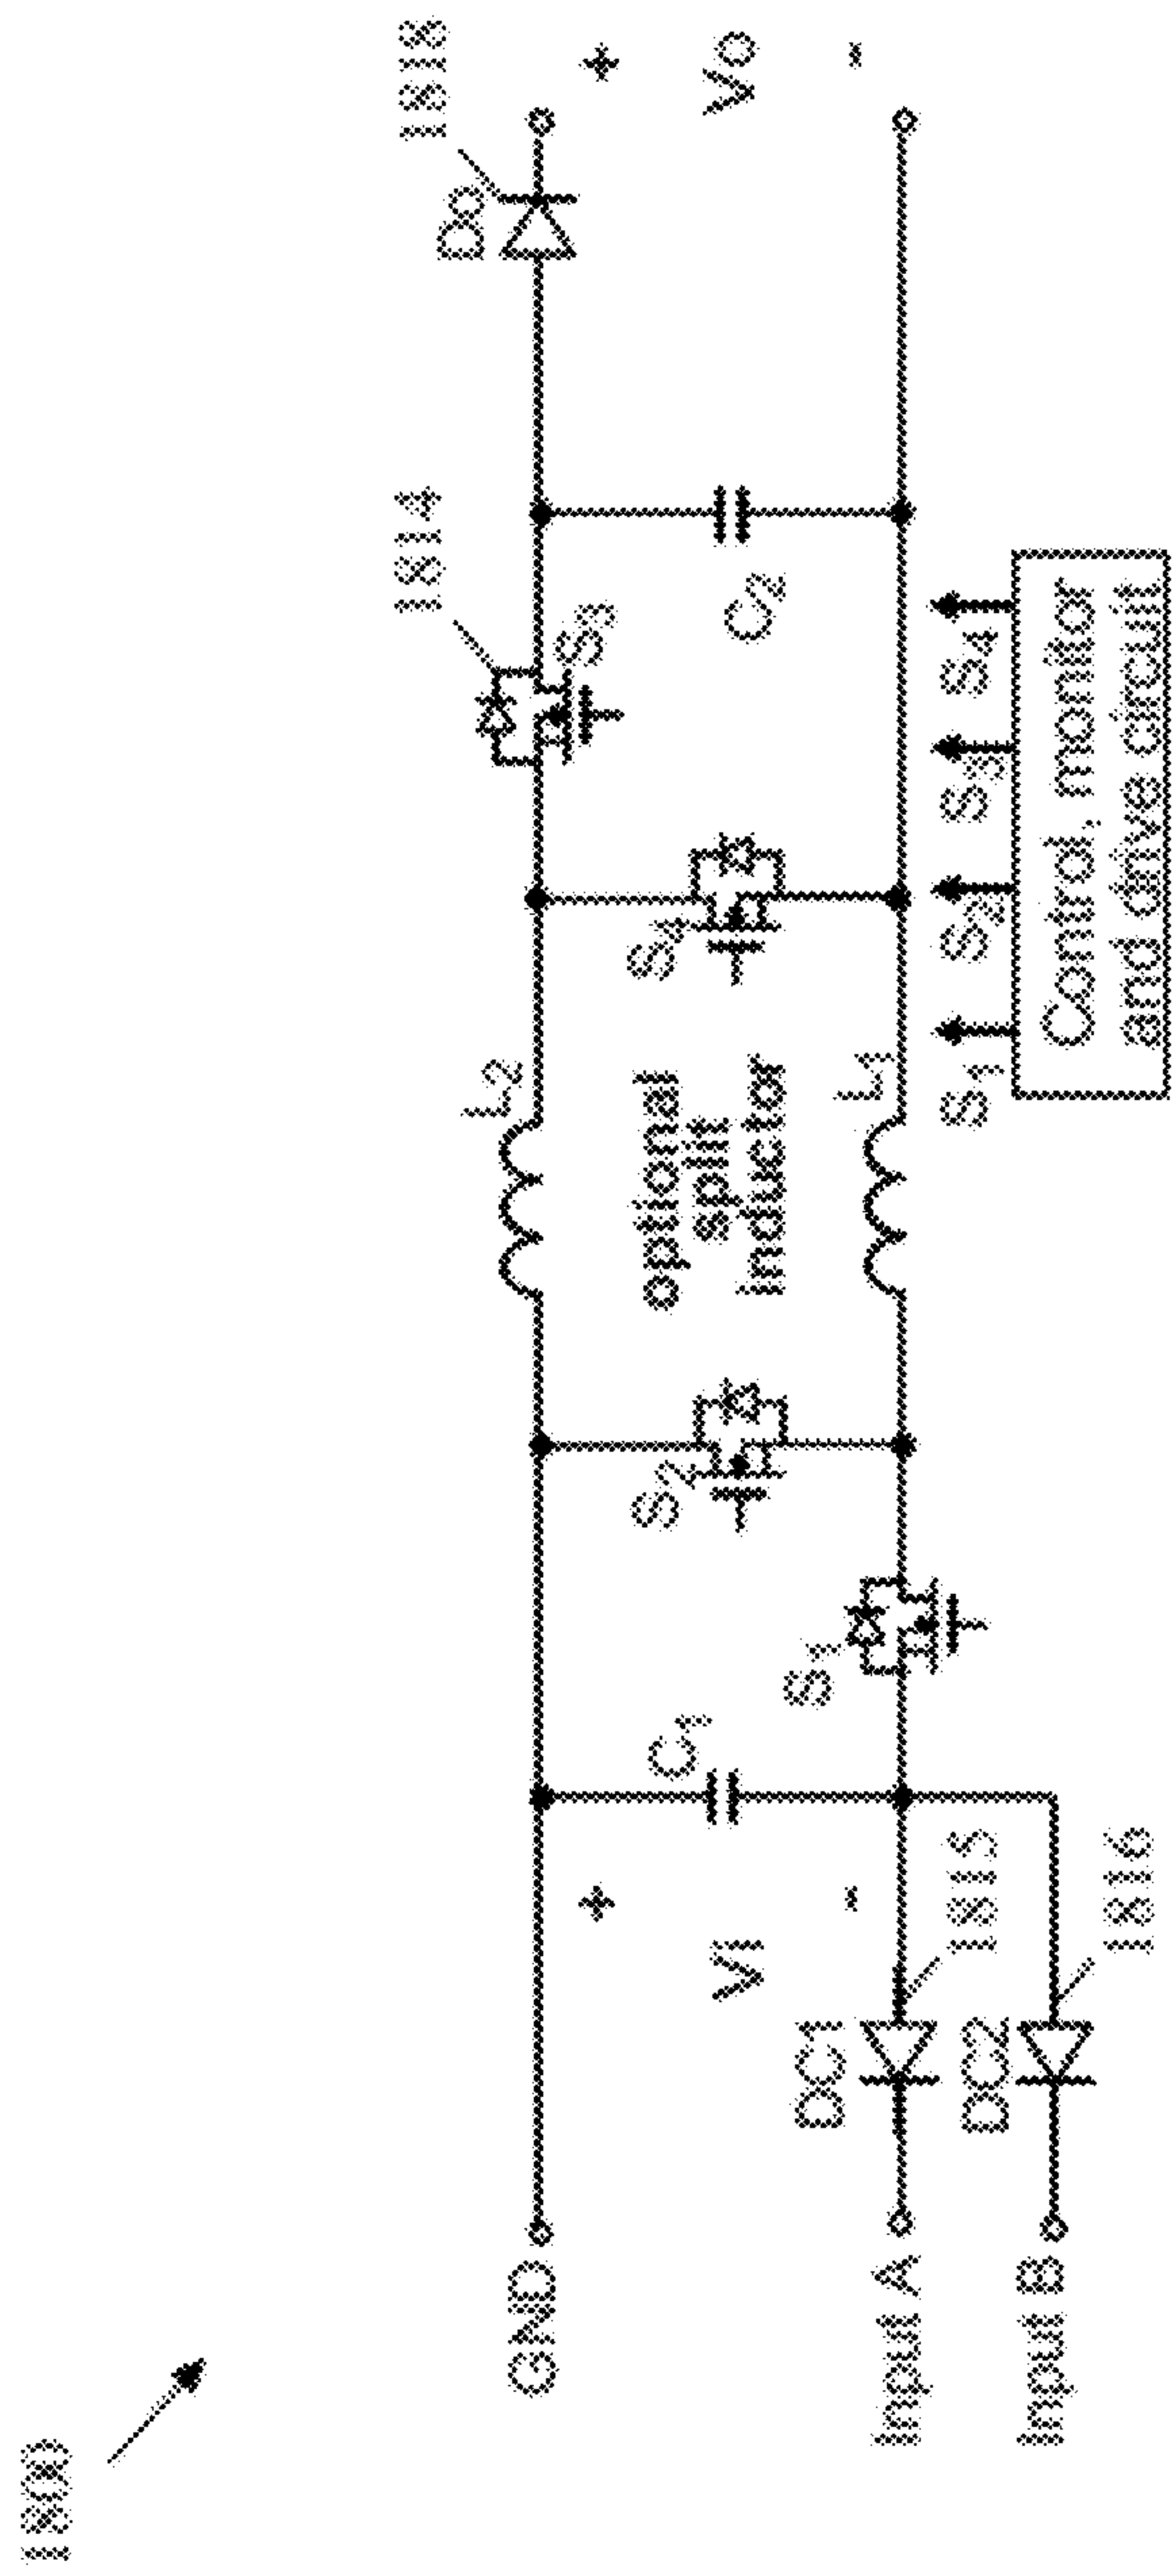 1800
GND
+
Vi
-
Input A
DC1
1815
Input B
DC2
1816
C1
S1
S2
L2
optional
split
inductor
L1
S4
S3
1814
C2
Do
1818
+
Vo
-
S1 S2 S3 S4
Control, monitor
and drive circuit